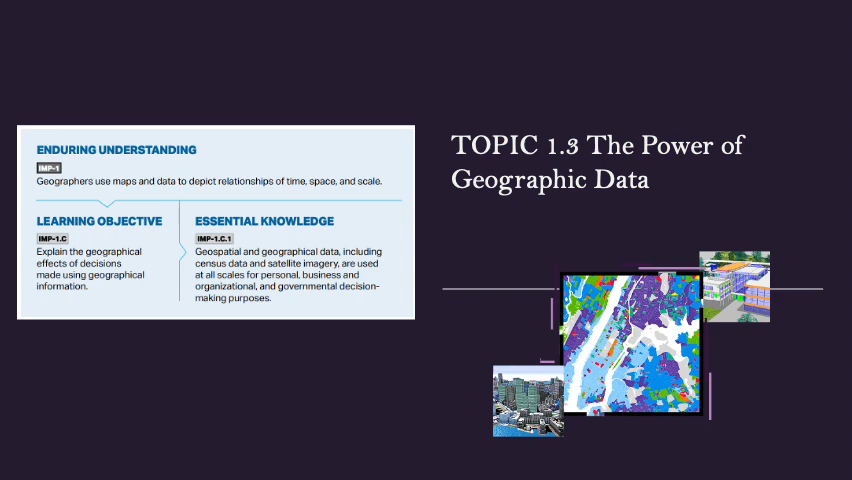 ENDURING UNDERSTANDING
IMP-1
Geographers use maps and data to depict relationships of time, space, and scale.
LEARNING OBJECTIVE
IMP-1.C
Explain the geographical
effects of decisions
made using geographical
information.
ESSENTIAL KNOWLEDGE
IMP-1.C.1
Geospatial and geographical data, including
census data and satellite imagery, are used
at all scales for personal, business and
organizational, and governmental decision-
making purposes.
TOPIC 1.3 The Power of
Geographic Data